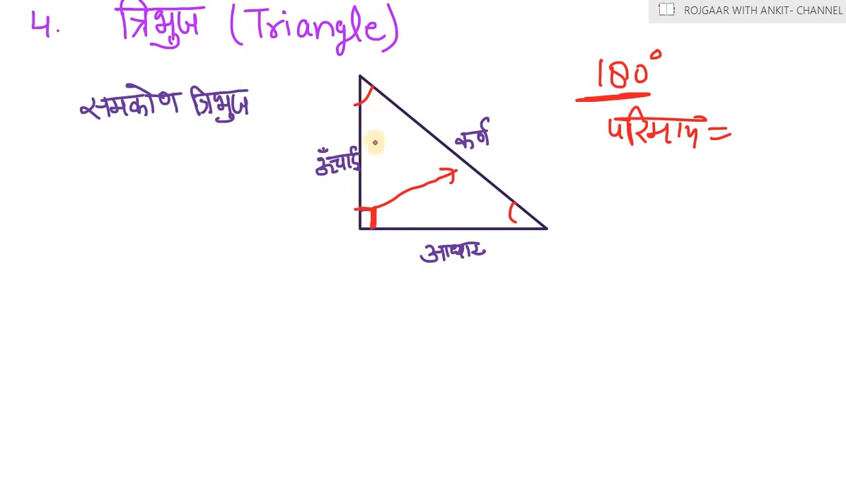 ROJGAAR WITH ANKIT- CHANNEL
4. त्रिभुज (Triangle)
180°
समकोण त्रिभुज
परिमाप =
कर्ण
ऊँचाई
आधार